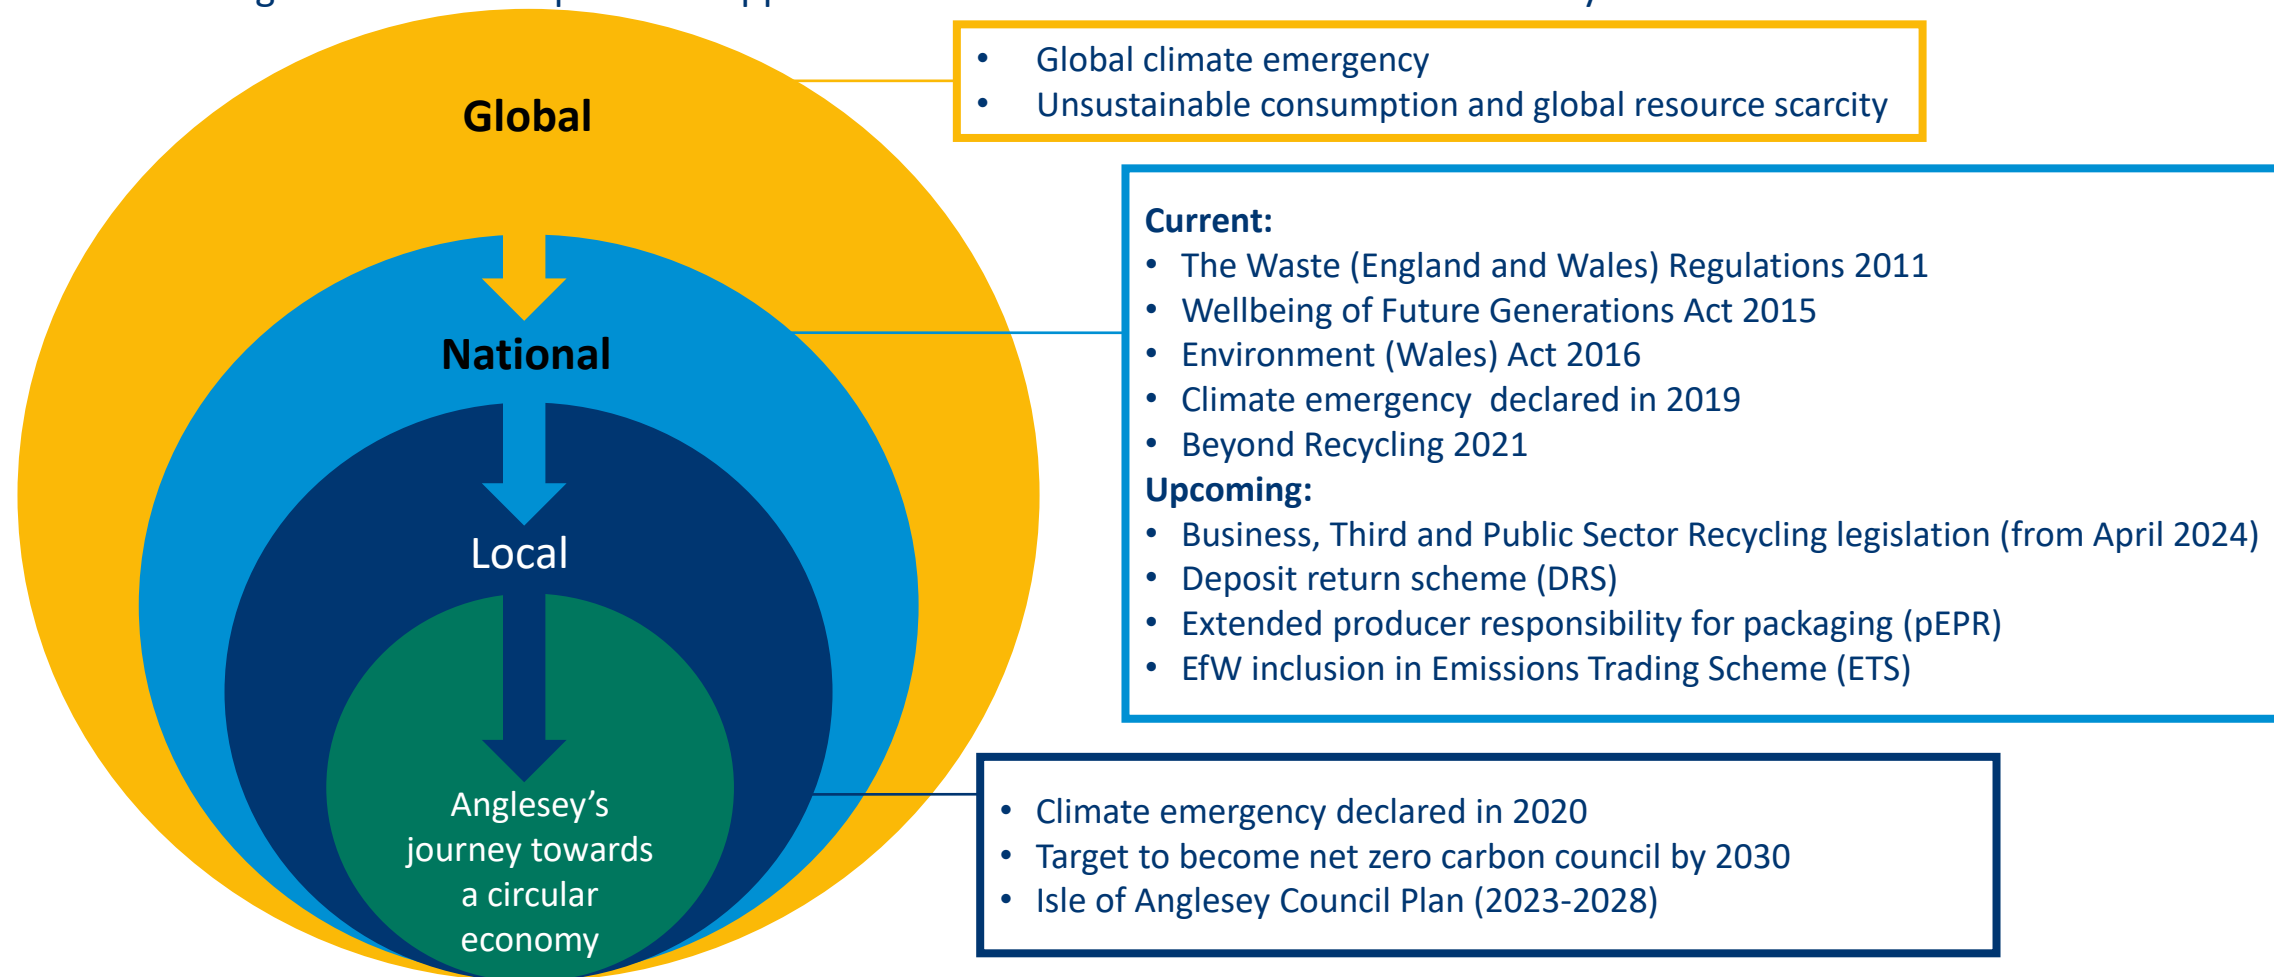 Global
• Global climate emergency
• Unsustainable consumption and global resource scarcity
National
Current:
• The Waste (England and Wales) Regulations 2011
• Wellbeing of Future Generations Act 2015
• Environment (Wales) Act 2016
• Climate emergency  declared in 2019
• Beyond Recycling 2021
Upcoming:
• Business, Third and Public Sector Recycling legislation (from April 2024)
• Deposit return scheme (DRS)
• Extended producer responsibility for packaging (pEPR)
• EfW inclusion in Emissions Trading Scheme (ETS)
Local
• Climate emergency declared in 2020
• Target to become net zero carbon council by 2030
• Isle of Anglesey Council Plan (2023-2028)
Anglesey’s
journey towards
a circular
economy